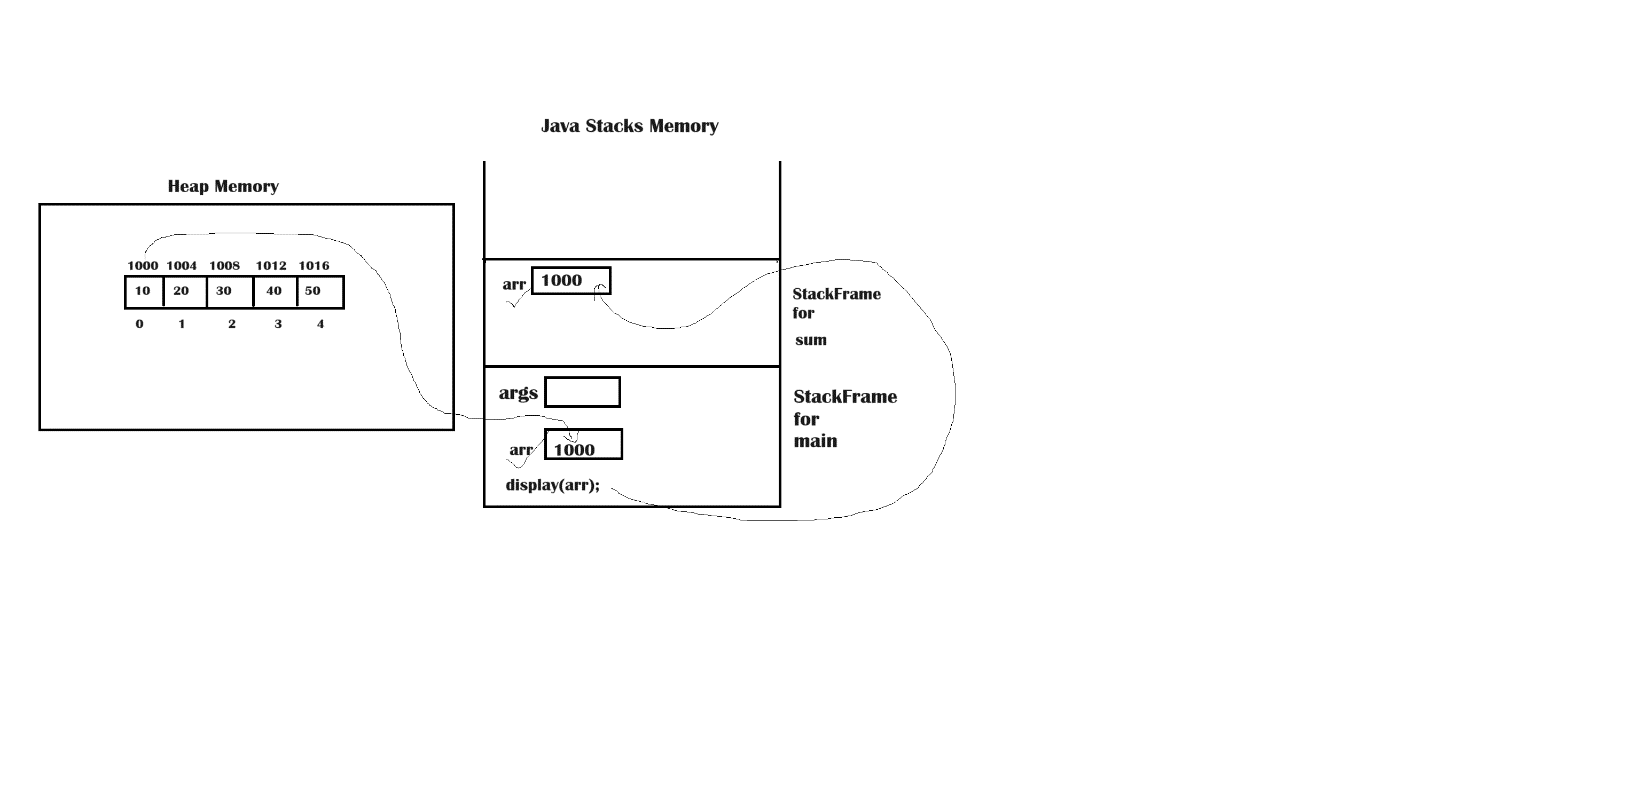 Java Stacks Memory
Heap Memory
1000 1004 1008 1012 1016
10 20 30 40 50
0 1 2 3 4
arr 1000
StackFrame
for
sum
args
arr 1000
display(arr);
StackFrame
for
main